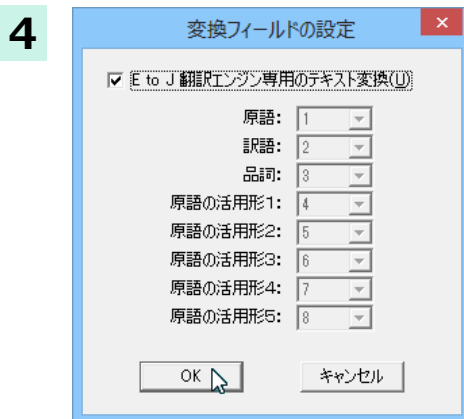 4
変換フィールドの設定
E to J 翻訳エンジン専用のテキスト変換(U)
原語: 1
訳語: 2
品詞: 3
原語の活用形1: 4
原語の活用形2: 5
原語の活用形3: 6
原語の活用形4: 7
原語の活用形5: 8
OK キャンセル